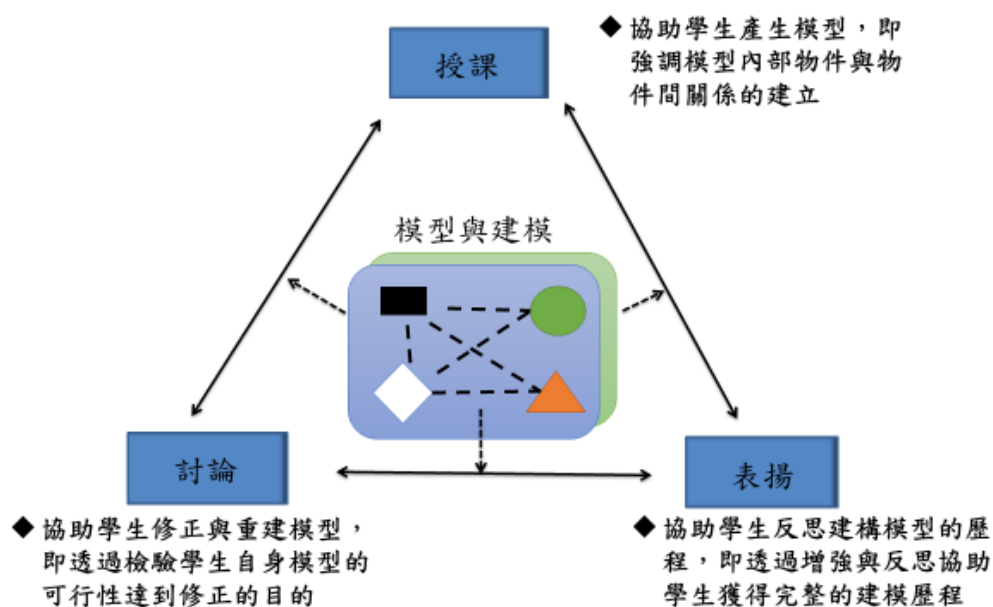 授課
◆ 協助學生產生模型，即
強調模型內部物件與物
件間關係的建立
模型與建模
討論
◆ 協助學生修正與重建模型，
即透過檢驗學生自身模型的
可行性達到修正的目的
表揚
◆ 協助學生反思建構模型的歷
程，即透過增強與反思協助
學生獲得完整的建模歷程